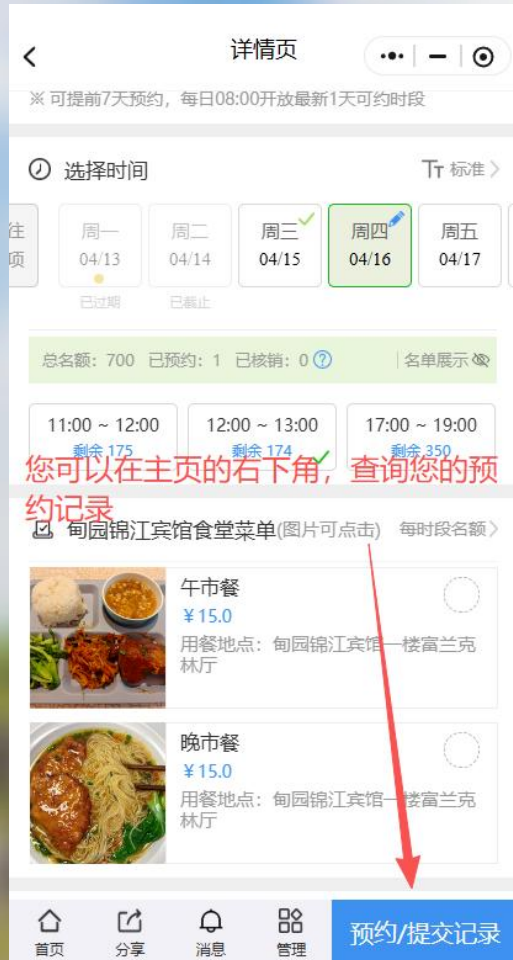 详情页
※ 可提前7天预约，每日08:00开放最新1天可约时段
选择时间 标准
往 周一 周二 周三 周四 周五
项 04/13 04/14 04/15 04/16 04/17
已过期 已截止
总名额：700 已预约：1 已核销：0 名单展示
11:00 ~ 12:00 12:00 ~ 13:00 17:00 ~ 19:00
剩余 175 剩余 174 剩余 350
您可以在主页的右下角，查询您的预
约记录
甸园锦江宾馆食堂菜单(图片可点击) 每时段名额
午市餐
¥15.0
用餐地点：甸园锦江宾馆一楼富兰克
林厅
晚市餐
¥15.0
用餐地点：甸园锦江宾馆一楼富兰克
林厅
首页 分享 消息 管理 预约/提交记录